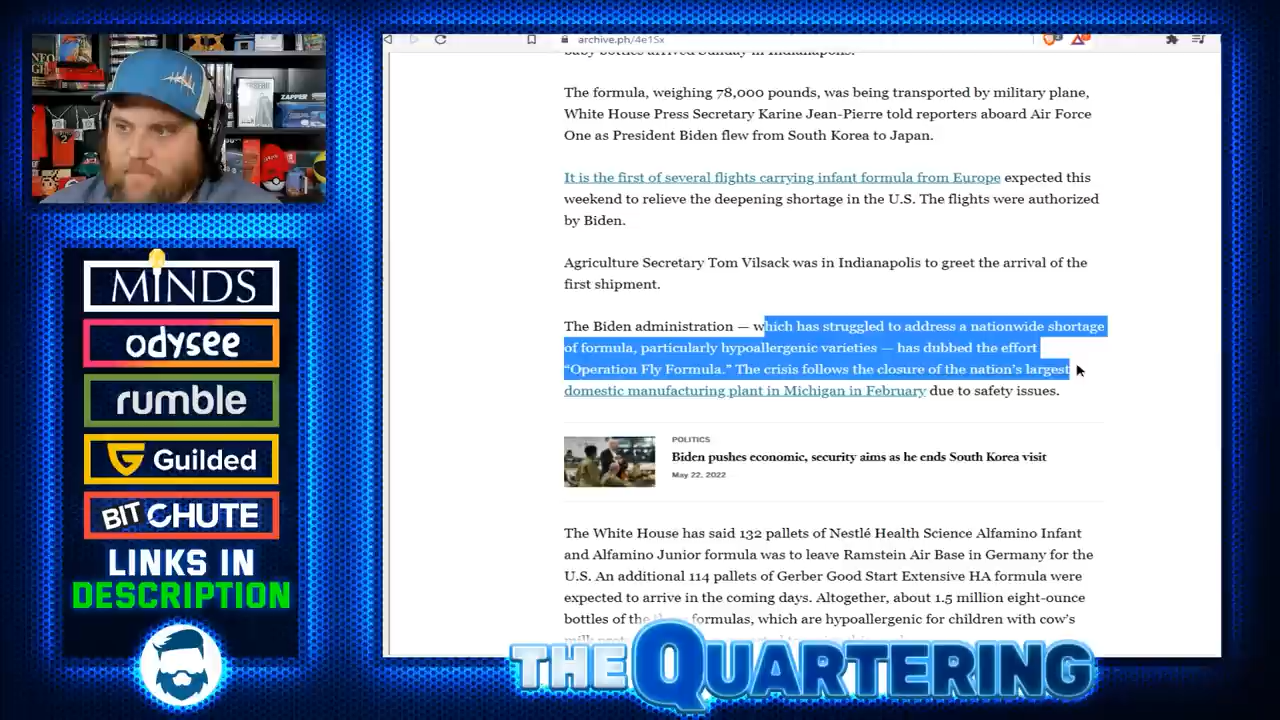 archive.ph/4e15x
baby bottles arrived Sunday in Indianapolis.
The formula, weighing 78,000 pounds, was being transported by military plane,
White House Press Secretary Karine Jean-Pierre told reporters aboard Air Force
One as President Biden flew from South Korea to Japan.
It is the first of several flights carrying infant formula from Europe expected this
weekend to relieve the deepening shortage in the U.S. The flights were authorized
by Biden.
Agriculture Secretary Tom Vilsack was in Indianapolis to greet the arrival of the
first shipment.
The Biden administration — which has struggled to address a nationwide shortage
of formula, particularly hypoallergenic varieties — has dubbed the effort
“Operation Fly Formula.” The crisis follows the closure of the nation’s largest
domestic manufacturing plant in Michigan in February due to safety issues.
POLITICS
Biden pushes economic, security aims as he ends South Korea visit
May 22, 2022
The White House has said 132 pallets of Nestlé Health Science Alfamino Infant
and Alfamino Junior formula was to leave Ramstein Air Base in Germany for the
U.S. An additional 114 pallets of Gerber Good Start Extensive HA formula were
expected to arrive in the coming days. Altogether, about 1.5 million eight-ounce
bottles of the formulas, which are hypoallergenic for children with cow’s
ZAPPER
MINDS
odysee
rumble
Guilded
BIT CHUTE
LINKS IN
DESCRIPTION
THE QUARTERING